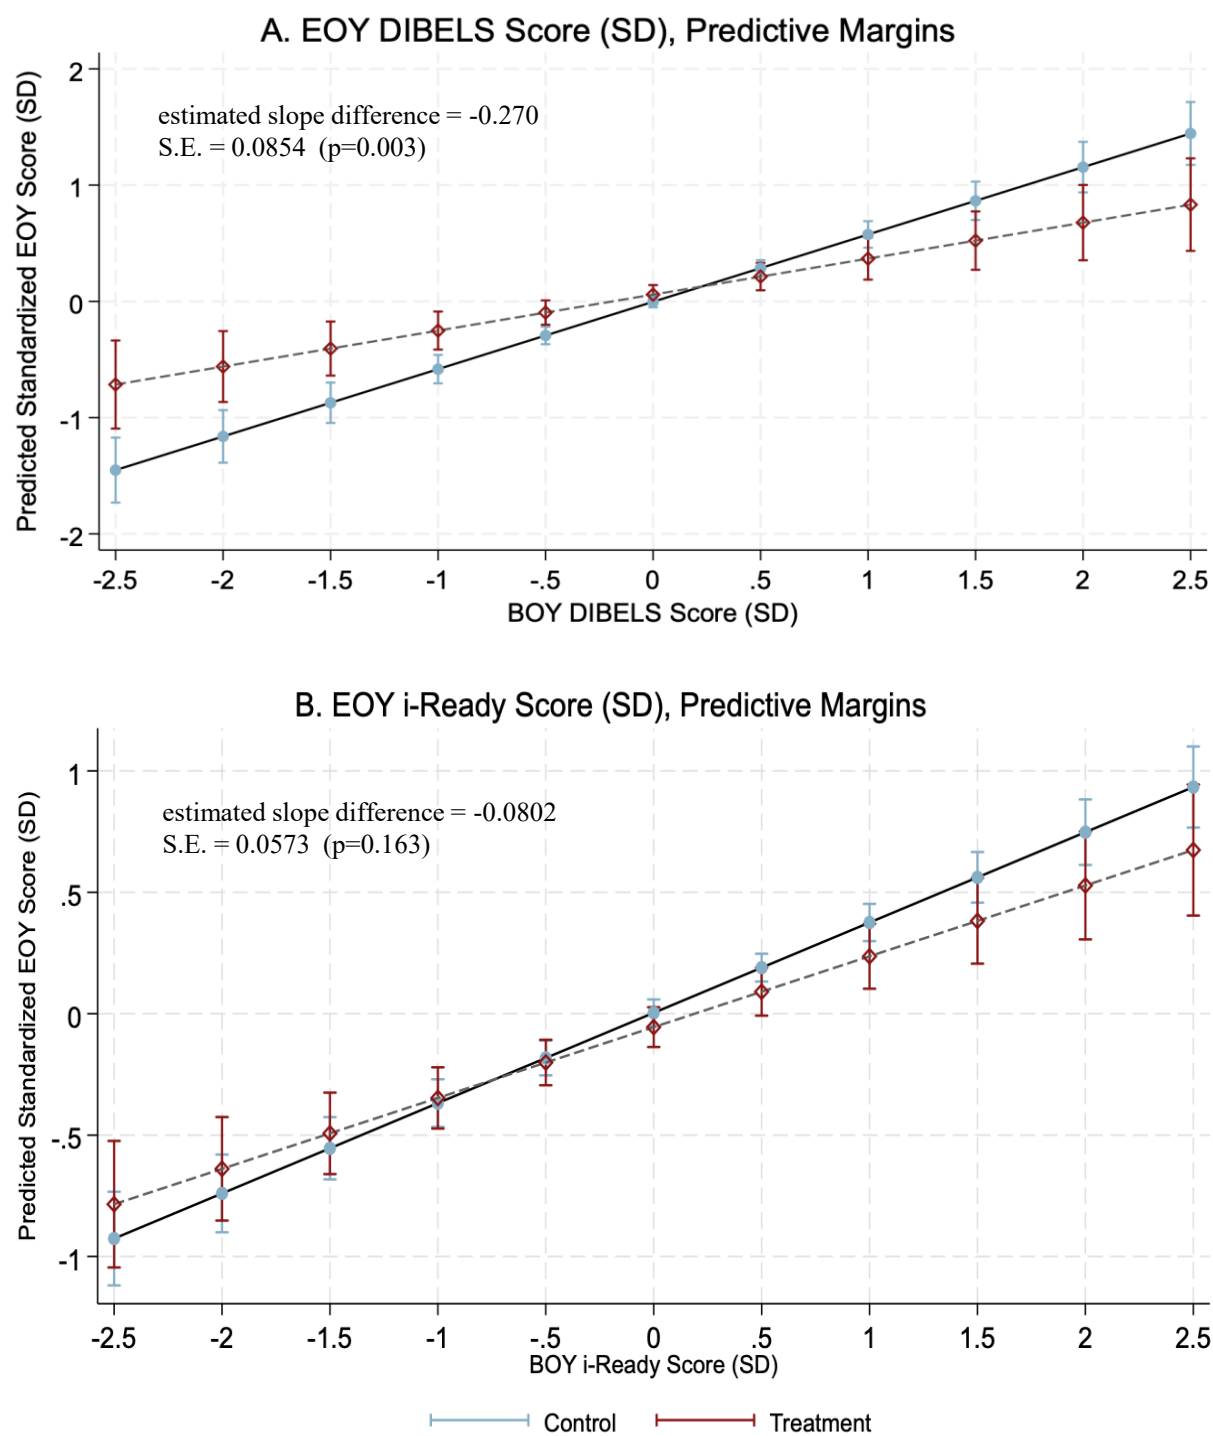 A. EOY DIBELS Score (SD), Predictive Margins
Predicted Standardized EOY Score (SD)
estimated slope difference = -0.270
S.E. = 0.0854 (p=0.003)
2
1
0
-1
-2
-2.5 -2 -1.5 -1 -.5 0 .5 1 1.5 2 2.5
BOY DIBELS Score (SD)
B. EOY i-Ready Score (SD), Predictive Margins
Predicted Standardized EOY Score (SD)
estimated slope difference = -0.0802
S.E. = 0.0573 (p=0.163)
1
.5
0
-.5
-1
-2.5 -2 -1.5 -1 -.5 0 .5 1 1.5 2 2.5
BOY i-Ready Score (SD)
Control Treatment